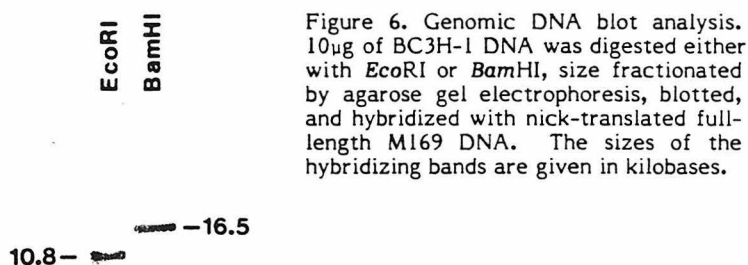 EcoRI
BamHI
Figure 6. Genomic DNA blot analysis.
10μg of BC3H-1 DNA was digested either
with EcoRI or BamHI, size fractionated
by agarose gel electrophoresis, blotted,
and hybridized with nick-translated full-
length M169 DNA. The sizes of the
hybridizing bands are given in kilobases.
—16.5
10.8—